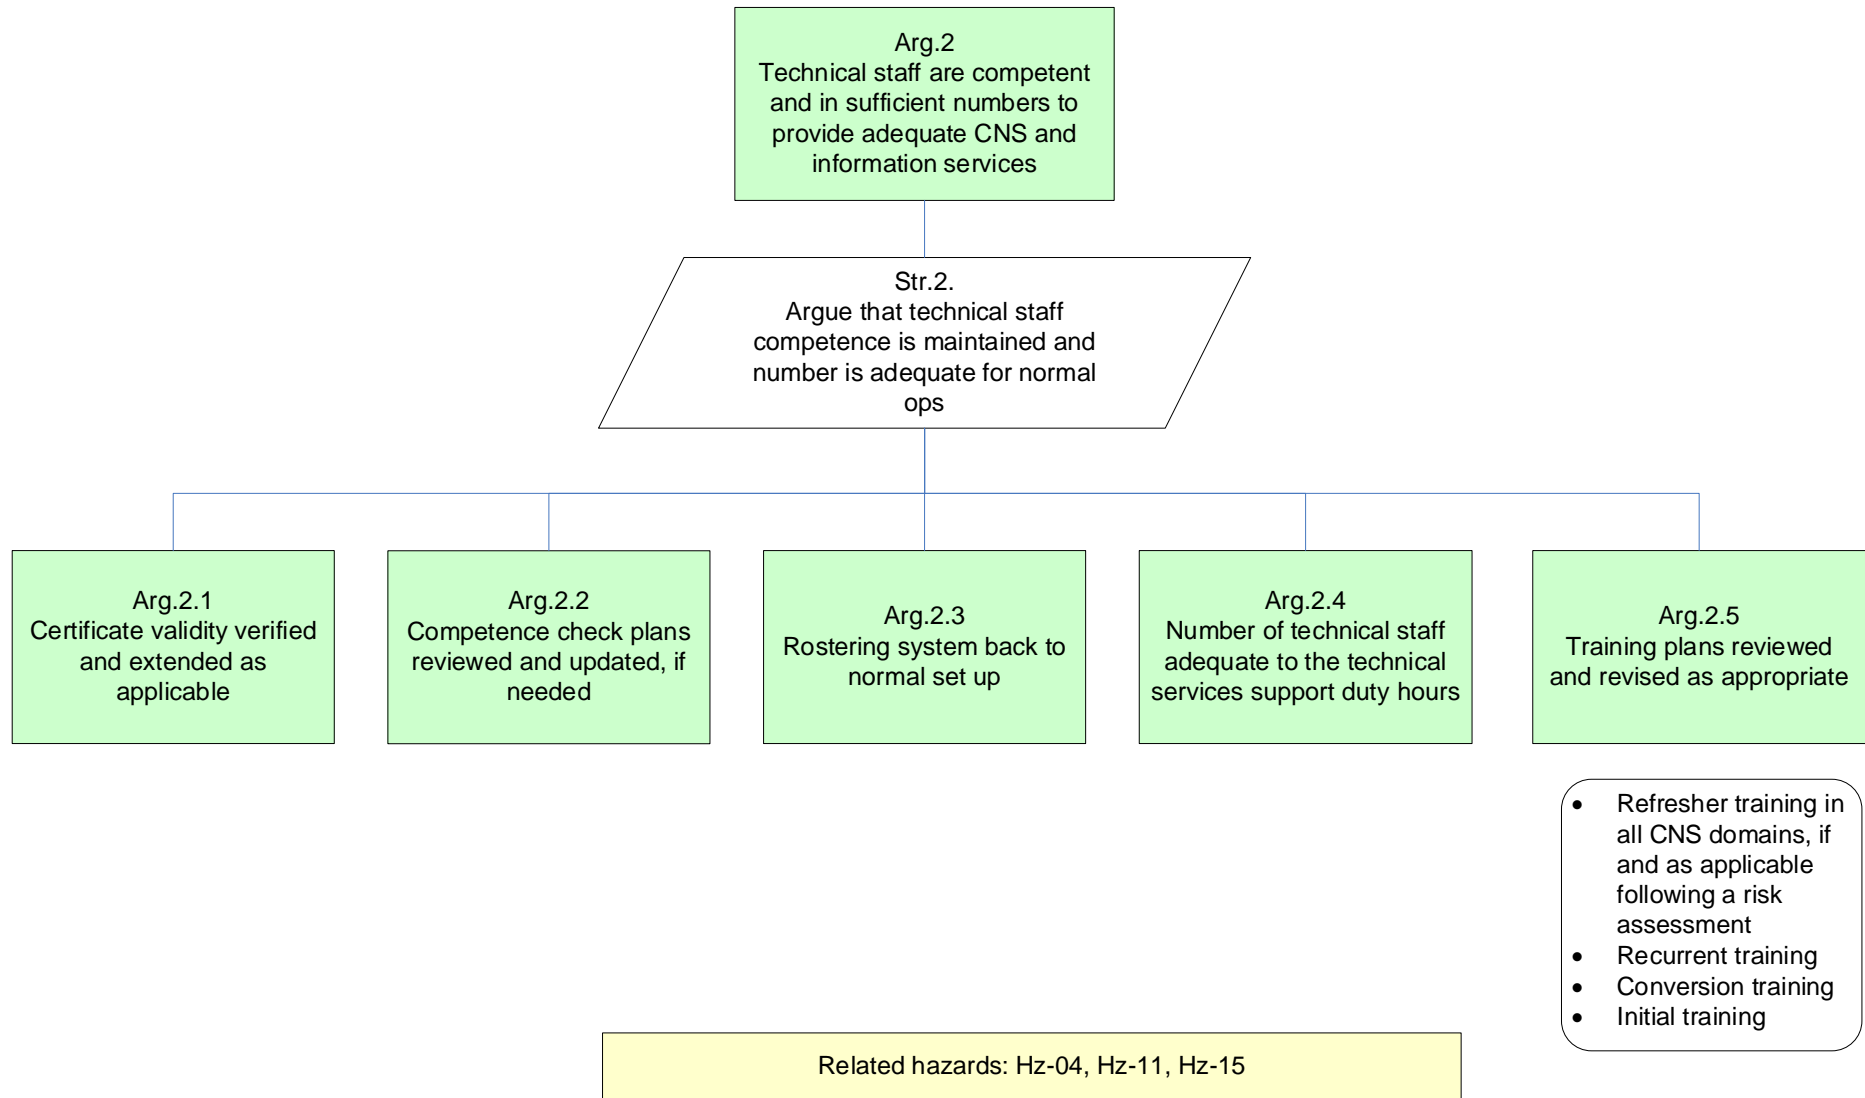 Arg.2
Technical staff are competent
and in sufficient numbers to
provide adequate CNS and
information services
Str.2.
Argue that technical staff
competence is maintained and
number is adequate for normal
ops
Arg.2.1
Certificate validity verified
and extended as
applicable
Arg.2.2
Competence check plans
reviewed and updated, if
needed
Arg.2.3
Rostering system back to
normal set up
Arg.2.4
Number of technical staff
adequate to the technical
services support duty hours
Arg.2.5
Training plans reviewed
and revised as appropriate
• Refresher training in
all CNS domains, if
and as applicable
following a risk
assessment
• Recurrent training
• Conversion training
• Initial training
Related hazards: Hz-04, Hz-11, Hz-15